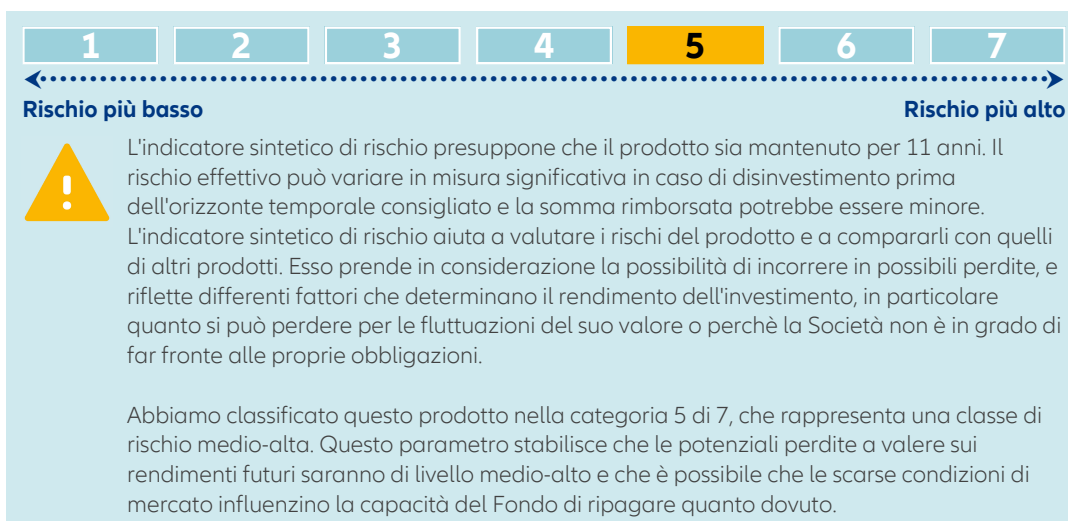 1 2 3 4 5 6 7
Rischio più basso Rischio più alto
L'indicatore sintetico di rischio presuppone che il prodotto sia mantenuto per 11 anni. Il
rischio effettivo può variare in misura significativa in caso di disinvestimento prima
dell'orizzonte temporale consigliato e la somma rimborsata potrebbe essere minore.
L'indicatore sintetico di rischio aiuta a valutare i rischi del prodotto e a compararli con quelli
di altri prodotti. Esso prende in considerazione la possibilità di incorrere in possibili perdite, e
riflette differenti fattori che determinano il rendimento dell'investimento, in particolare
quanto si può perdere per le fluttuazioni del suo valore o perchè la Società non è in grado di
far fronte alle proprie obbligazioni.
Abbiamo classificato questo prodotto nella categoria 5 di 7, che rappresenta una classe di
rischio medio-alta. Questo parametro stabilisce che le potenziali perdite a valere sui
rendimenti futuri saranno di livello medio-alto e che è possibile che le scarse condizioni di
mercato influenzino la capacità del Fondo di ripagare quanto dovuto.